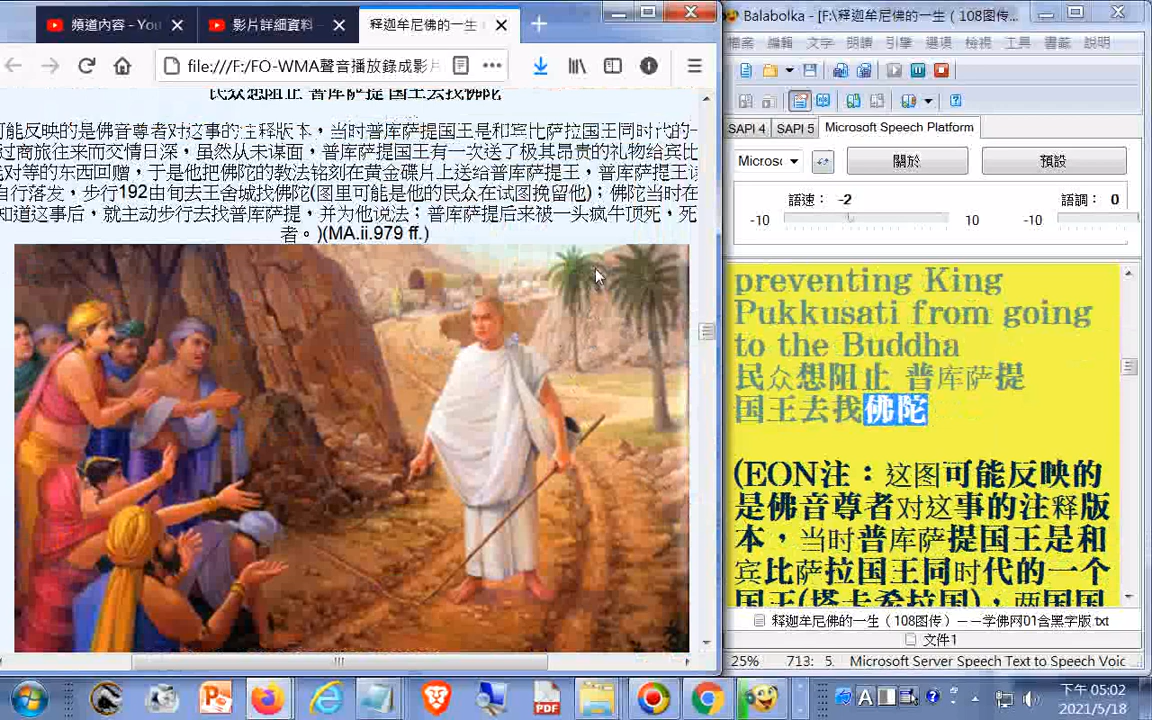 頻道内容 - You
影片詳細資料 -
释迦牟尼佛的一生
file:///F:/FO-WMA聲音播放錄成影片
民众想阻止 普库萨提 国王去找佛陀
可能反映的是佛音尊者对这事的注释版本，当时普库萨提国王是和宾比萨拉国王同时代的一
过商旅往来而交情日深，虽然从未谋面，普库萨提国王有一次送了极其昂贵的礼物给宾比
对等的东西回赠，于是他把佛陀的教法铭刻在黄金碟片上送给普库萨提王，普库萨提王读
自行落发，步行192由旬去王舍城找佛陀(图里可能是他的民众在试图挽留他)；佛陀当时在
知道这事后，就主动步行去找普库萨提，并为他说法；普库萨提后来被一头疯牛顶死，死
者。)(MA.ii.979 ff.)
Balabolka - [F:\释迦牟尼佛的一生（108图传）...
檔案 編輯 文字 朗讀 引擎 選項 檢視 工具 書籤 說明
SAPI 4 SAPI 5 Microsoft Speech Platform
Microsc 關於 預設
語速： -2 語調： 0
-10 10 -10
preventing King
Pukkusati from going
to the Buddha
民众想阻止 普库萨提
国王去找佛陀
(EON注：这图可能反映的
是佛音尊者对这事的注释版
本，当时普库萨提国王是和
宾比萨拉国王同时代的一个
国王(塔卡希拉国)，两国国
释迦牟尼佛的一生（108图传）——学佛网01含黑字版.txt
文件1
25% 713: 5. Microsoft Server Speech Text to Speech Voic
下午 05:02
2021/5/18